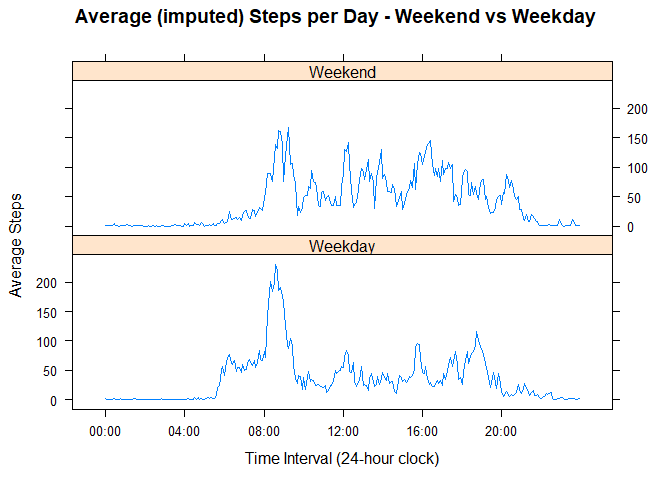 Average (imputed) Steps per Day - Weekend vs Weekday
Weekend
200
150
100
50
0
Average Steps
Weekday
200
150
100
50
0
00:00 04:00 08:00 12:00 16:00 20:00
Time Interval (24-hour clock)